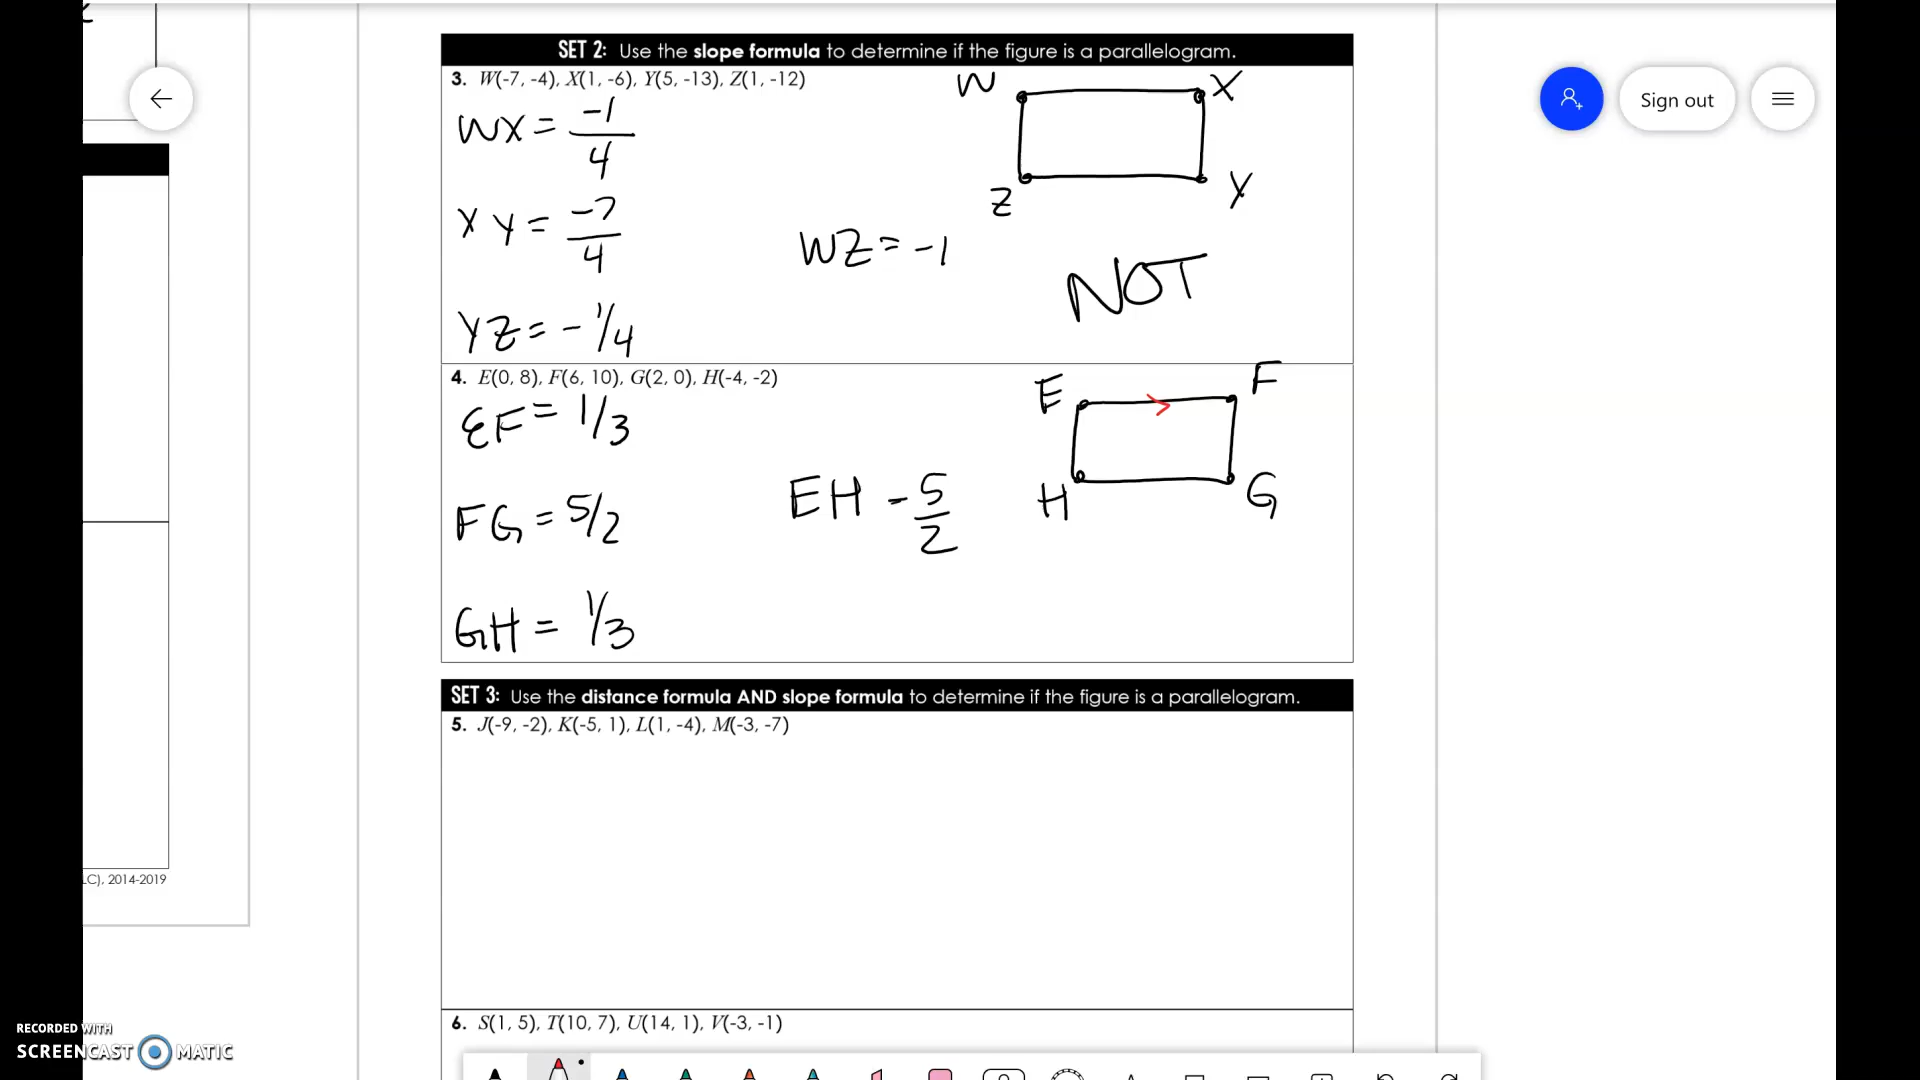 SET 2: Use the slope formula to determine if the figure is a parallelogram.
3. W(-7, -4), X(1, -6), Y(5, -13), Z(1, -12)
W X
WX = -1/4
Z Y
XY = -7/4
WZ = -1
NOT
YZ = -1/4
4. E(0, 8), F(6, 10), G(2, 0), H(-4, -2)
E F
EF = 1/3
EH - 5/2
H G
FG = 5/2
GH = 1/3
SET 3: Use the distance formula AND slope formula to determine if the figure is a parallelogram.
5. J(-9, -2), K(-5, 1), L(1, -4), M(-3, -7)
6. S(1, 5), T(10, 7), U(14, 1), V(-3, -1)
LC), 2014-2019
Sign out
RECORDED WITH
SCREENCAST MATIC